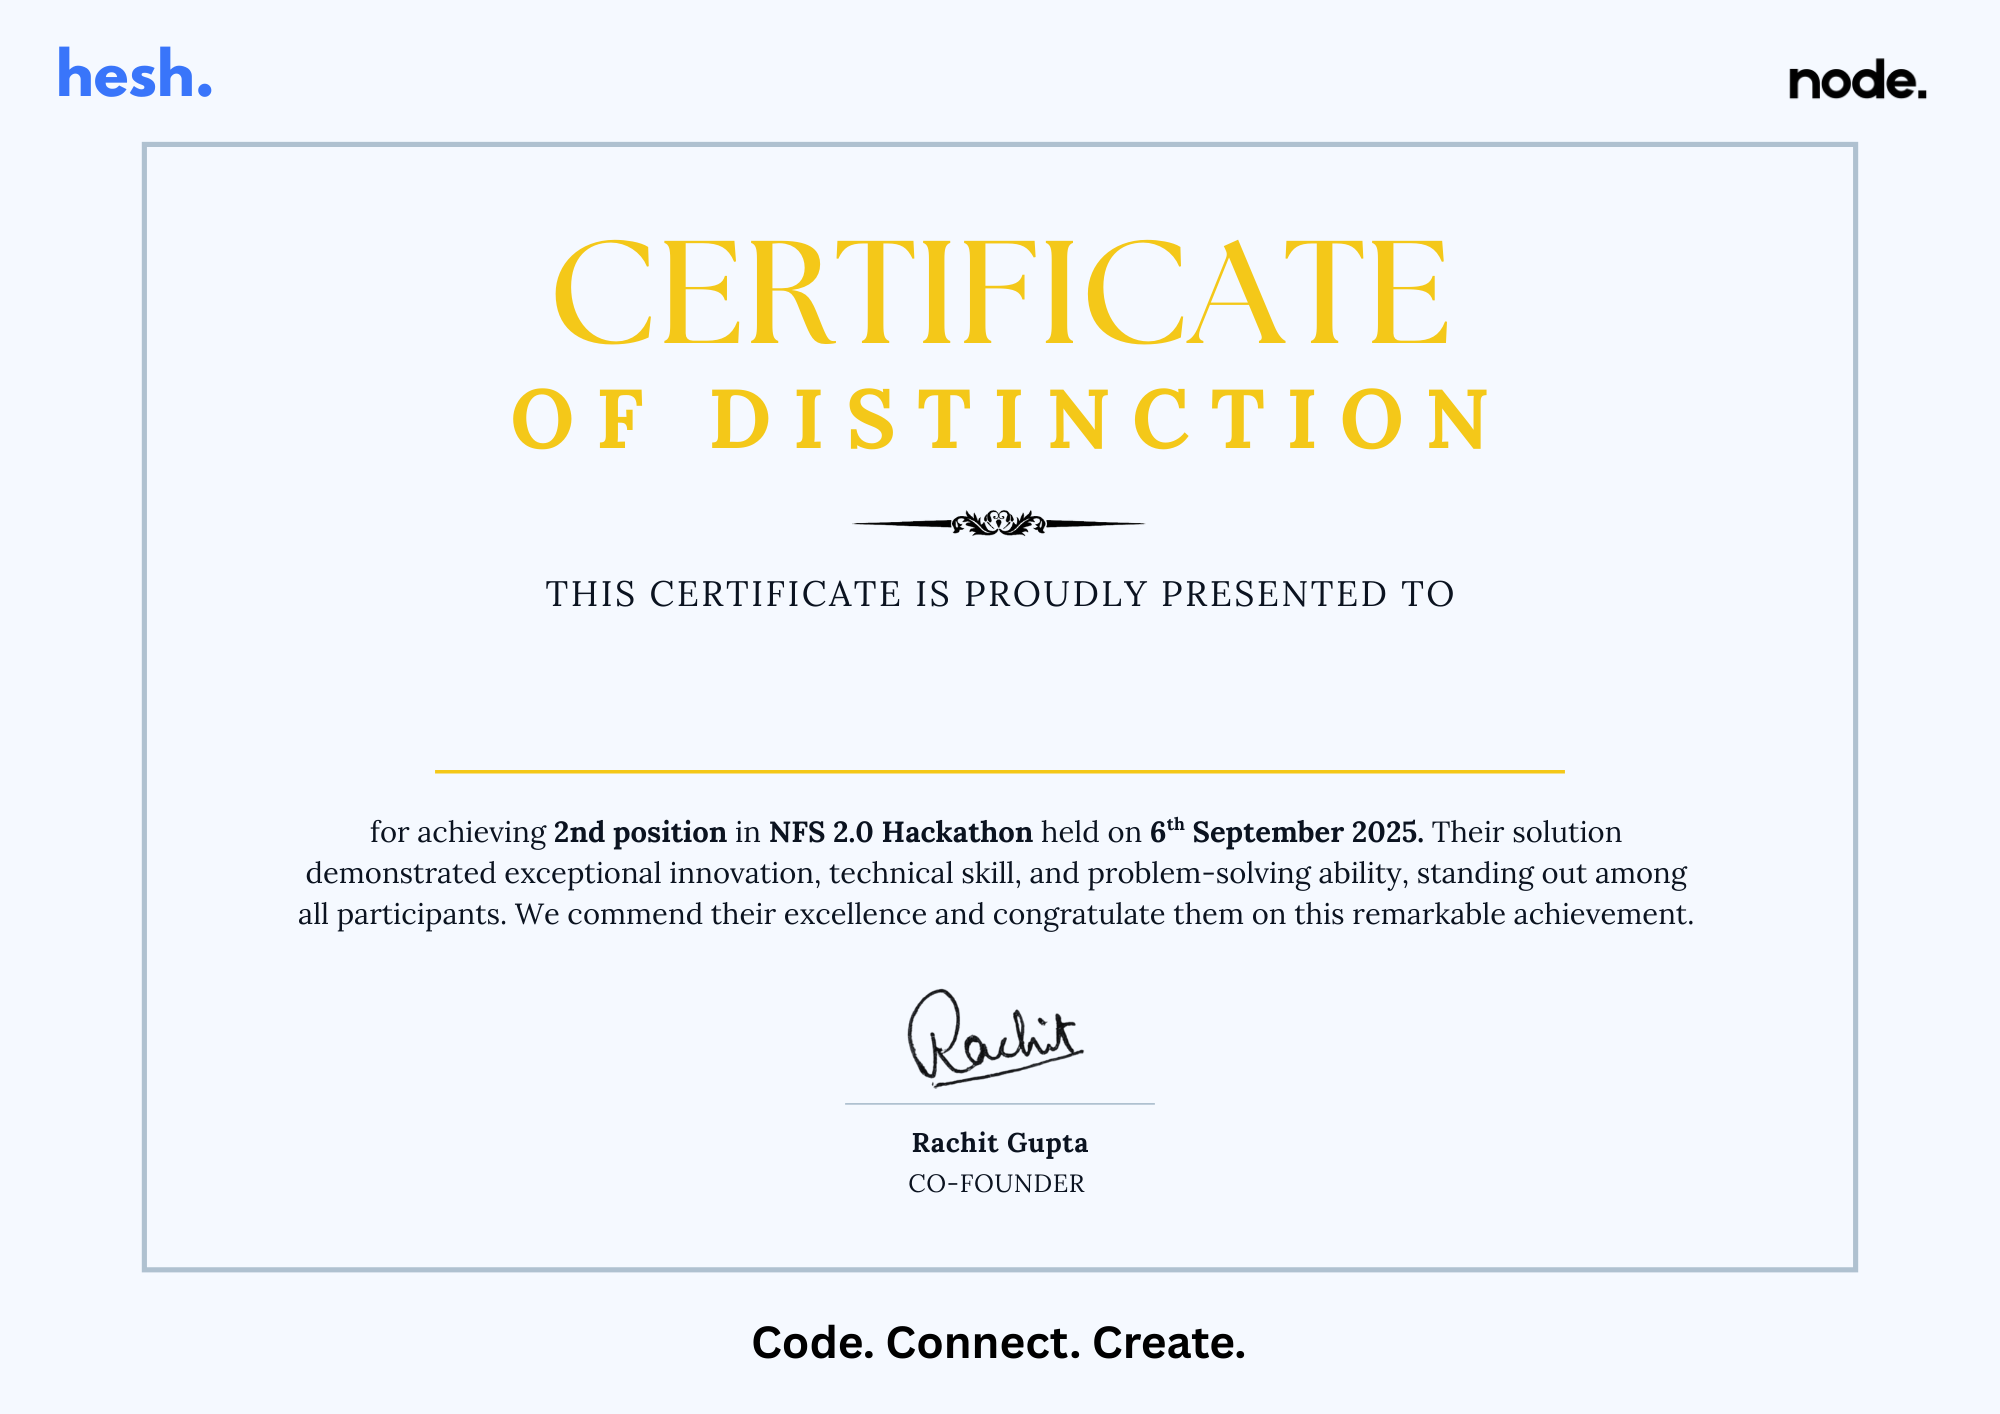 hesh.
node.
CERTIFICATE
OF DISTINCTION
THIS CERTIFICATE IS PROUDLY PRESENTED TO
for achieving 2nd position in NFS 2.0 Hackathon held on 6th September 2025. Their solution
demonstrated exceptional innovation, technical skill, and problem-solving ability, standing out among
all participants. We commend their excellence and congratulate them on this remarkable achievement.
Rachit
Rachit Gupta
CO-FOUNDER
Code. Connect. Create.